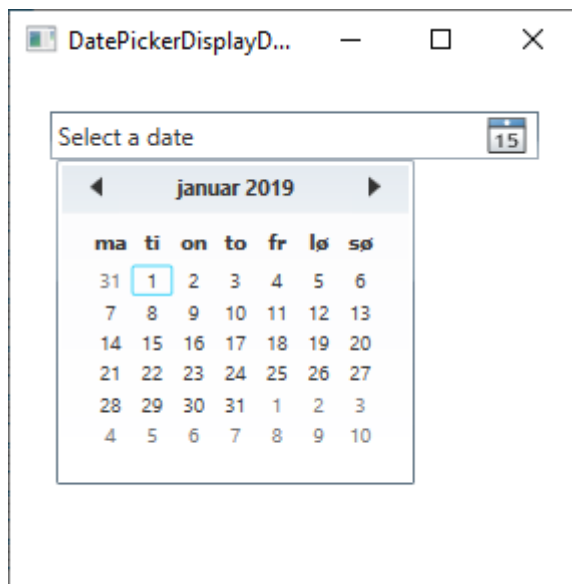 DatePickerDisplayD...
Select a date
15
januar 2019
ma ti on to fr lø sø
31 1 2 3 4 5 6
7 8 9 10 11 12 13
14 15 16 17 18 19 20
21 22 23 24 25 26 27
28 29 30 31 1 2 3
4 5 6 7 8 9 10